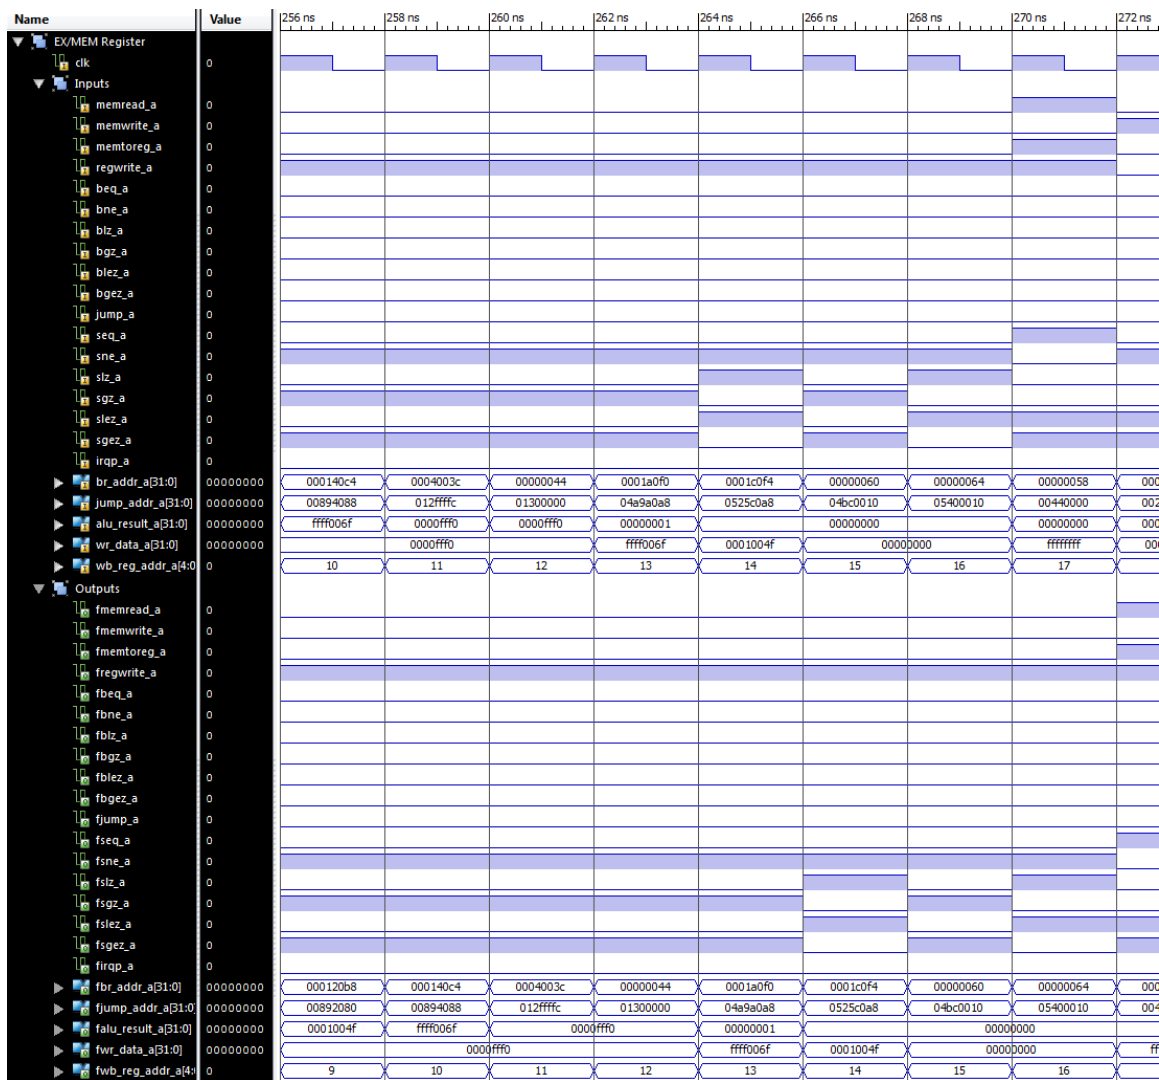 Name Value 256 ns 258 ns 260 ns 262 ns 264 ns 266 ns 268 ns 270 ns 272 ns
EX/MEM Register
clk 0
Inputs
memread_a 0
memwrite_a 0
memtoreg_a 0
regwrite_a 0
beq_a 0
bne_a 0
blz_a 0
bgz_a 0
blez_a 0
bgez_a 0
jump_a 0
seq_a 0
sne_a 0
slz_a 0
sgz_a 0
slez_a 0
sgez_a 0
irqp_a 0
br_addr_a[31:0] 00000000 000140c4 0004003c 00000044 0001a0f0 0001c0f4 00000060 00000064 00000058 000
jump_addr_a[31:0] 00000000 00894088 012ffffc 01300000 04a9a0a8 0525c0a8 04bc0010 05400010 00440000 002
alu_result_a[31:0] 00000000 ffff006f 0000fff0 0000fff0 00000001 00000000 00000000 000
wr_data_a[31:0] 00000000 0000fff0 ffff006f 0001004f 00000000 ffffffff 00
wb_reg_addr_a[4:0 0 10 11 12 13 14 15 16 17
Outputs
fmemread_a 0
fmemwrite_a 0
fmemtoreg_a 0
fregwrite_a 0
fbeq_a 0
fbne_a 0
fblz_a 0
fbgz_a 0
fblez_a 0
fbgez_a 0
fjump_a 0
fseq_a 0
fsne_a 0
fslz_a 0
fsgz_a 0
fslez_a 0
fsgez_a 0
firqp_a 0
fbr_addr_a[31:0] 00000000 000120b8 000140c4 0004003c 00000044 0001a0f0 0001c0f4 00000060 00000064 000
fjump_addr_a[31:0] 00000000 00892080 00894088 012ffffc 01300000 04a9a0a8 0525c0a8 04bc0010 05400010 004
falu_result_a[31:0] 00000000 0001004f ffff006f 0000fff0 00000001 00000000
fwr_data_a[31:0] 00000000 0000fff0 ffff006f 0001004f 00000000 ff
fwb_reg_addr_a[4: 0 9 10 11 12 13 14 15 16